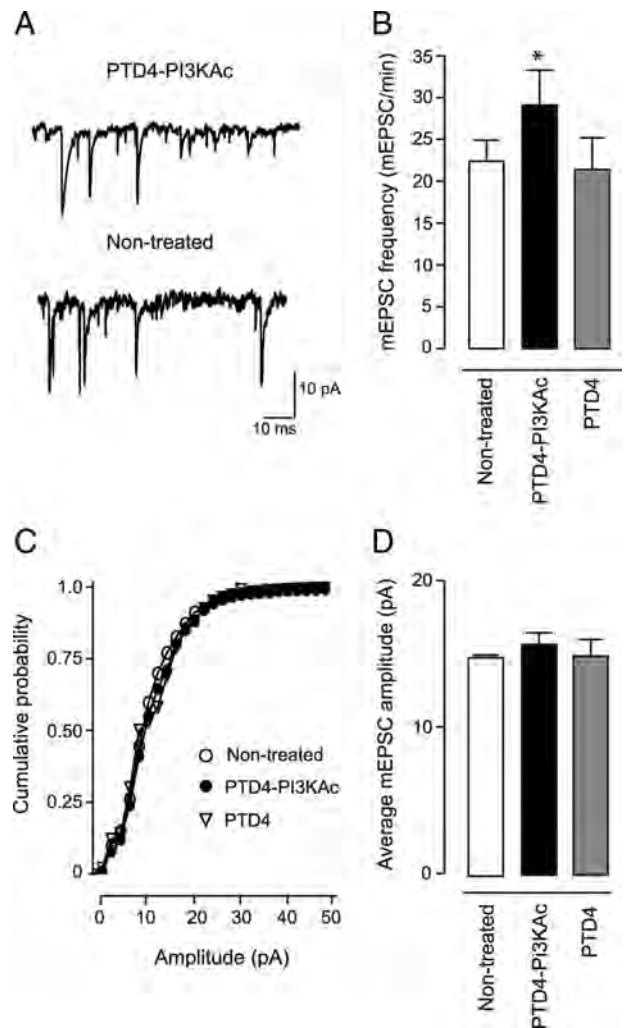 A
PTD4-PI3KAc
Non-treated
10 pA
10 ms
B
mEPSC frequency (mEPSC/min)
35
30
25
20
15
10
5
0
*
Non-treated
PTD4-PI3KAc
PTD4
C
Cumulative probability
1.0
0.75
0.50
0.25
0
Non-treated
PTD4-PI3KAc
PTD4
0 10 20 30 40 50
Amplitude (pA)
D
Average mEPSC amplitude (pA)
20
10
0
Non-treated
PTD4-Pi3KAc
PTD4